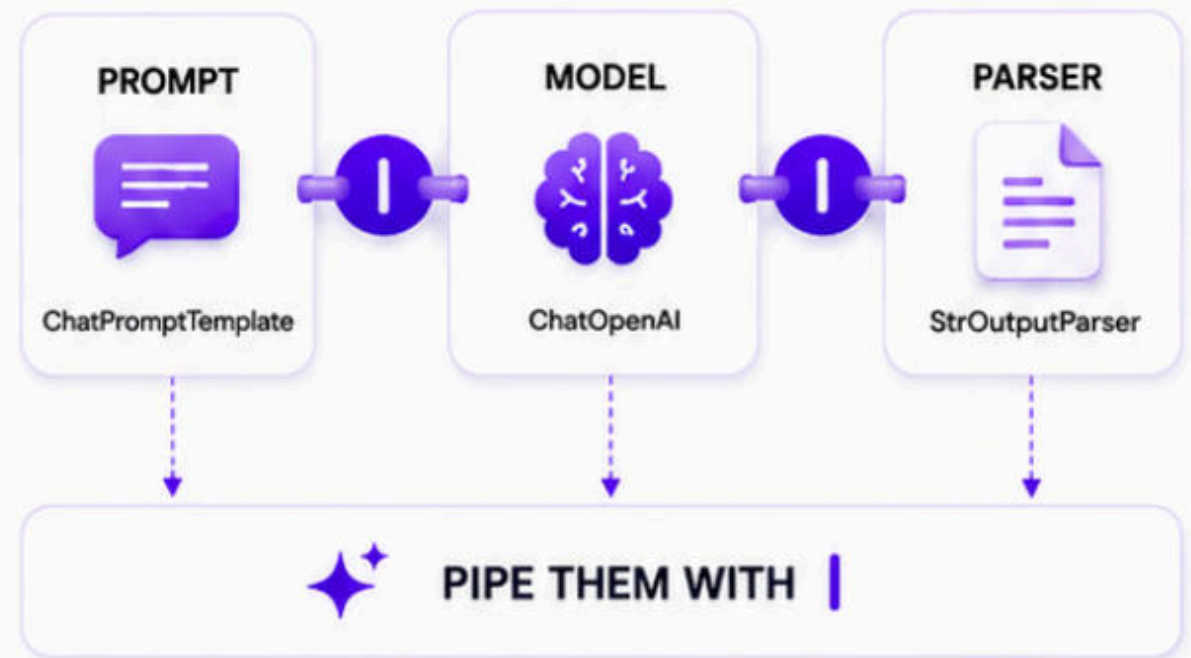 PROMPT
|
MODEL
|
PARSER
ChatPromptTemplate
ChatOpenAI
StrOutputParser
PIPE THEM WITH |